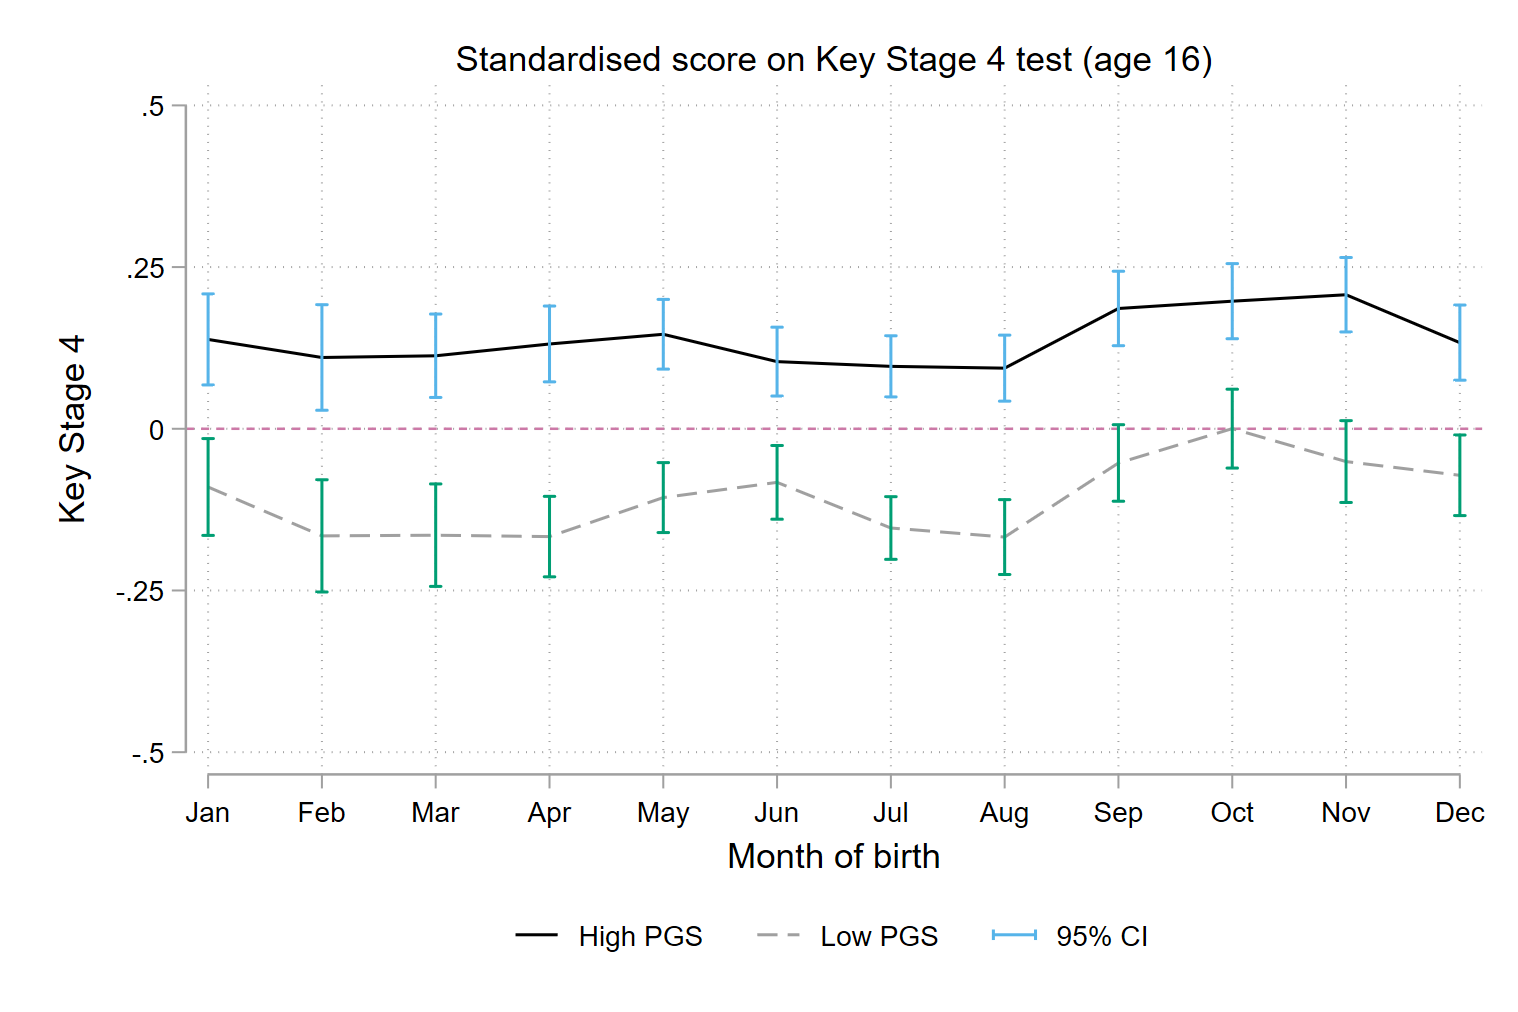 Standardised score on Key Stage 4 test (age 16)
.5
.25
0
-.25
-.5
Key Stage 4
Jan Feb Mar Apr May Jun Jul Aug Sep Oct Nov Dec
Month of birth
High PGS Low PGS 95% CI